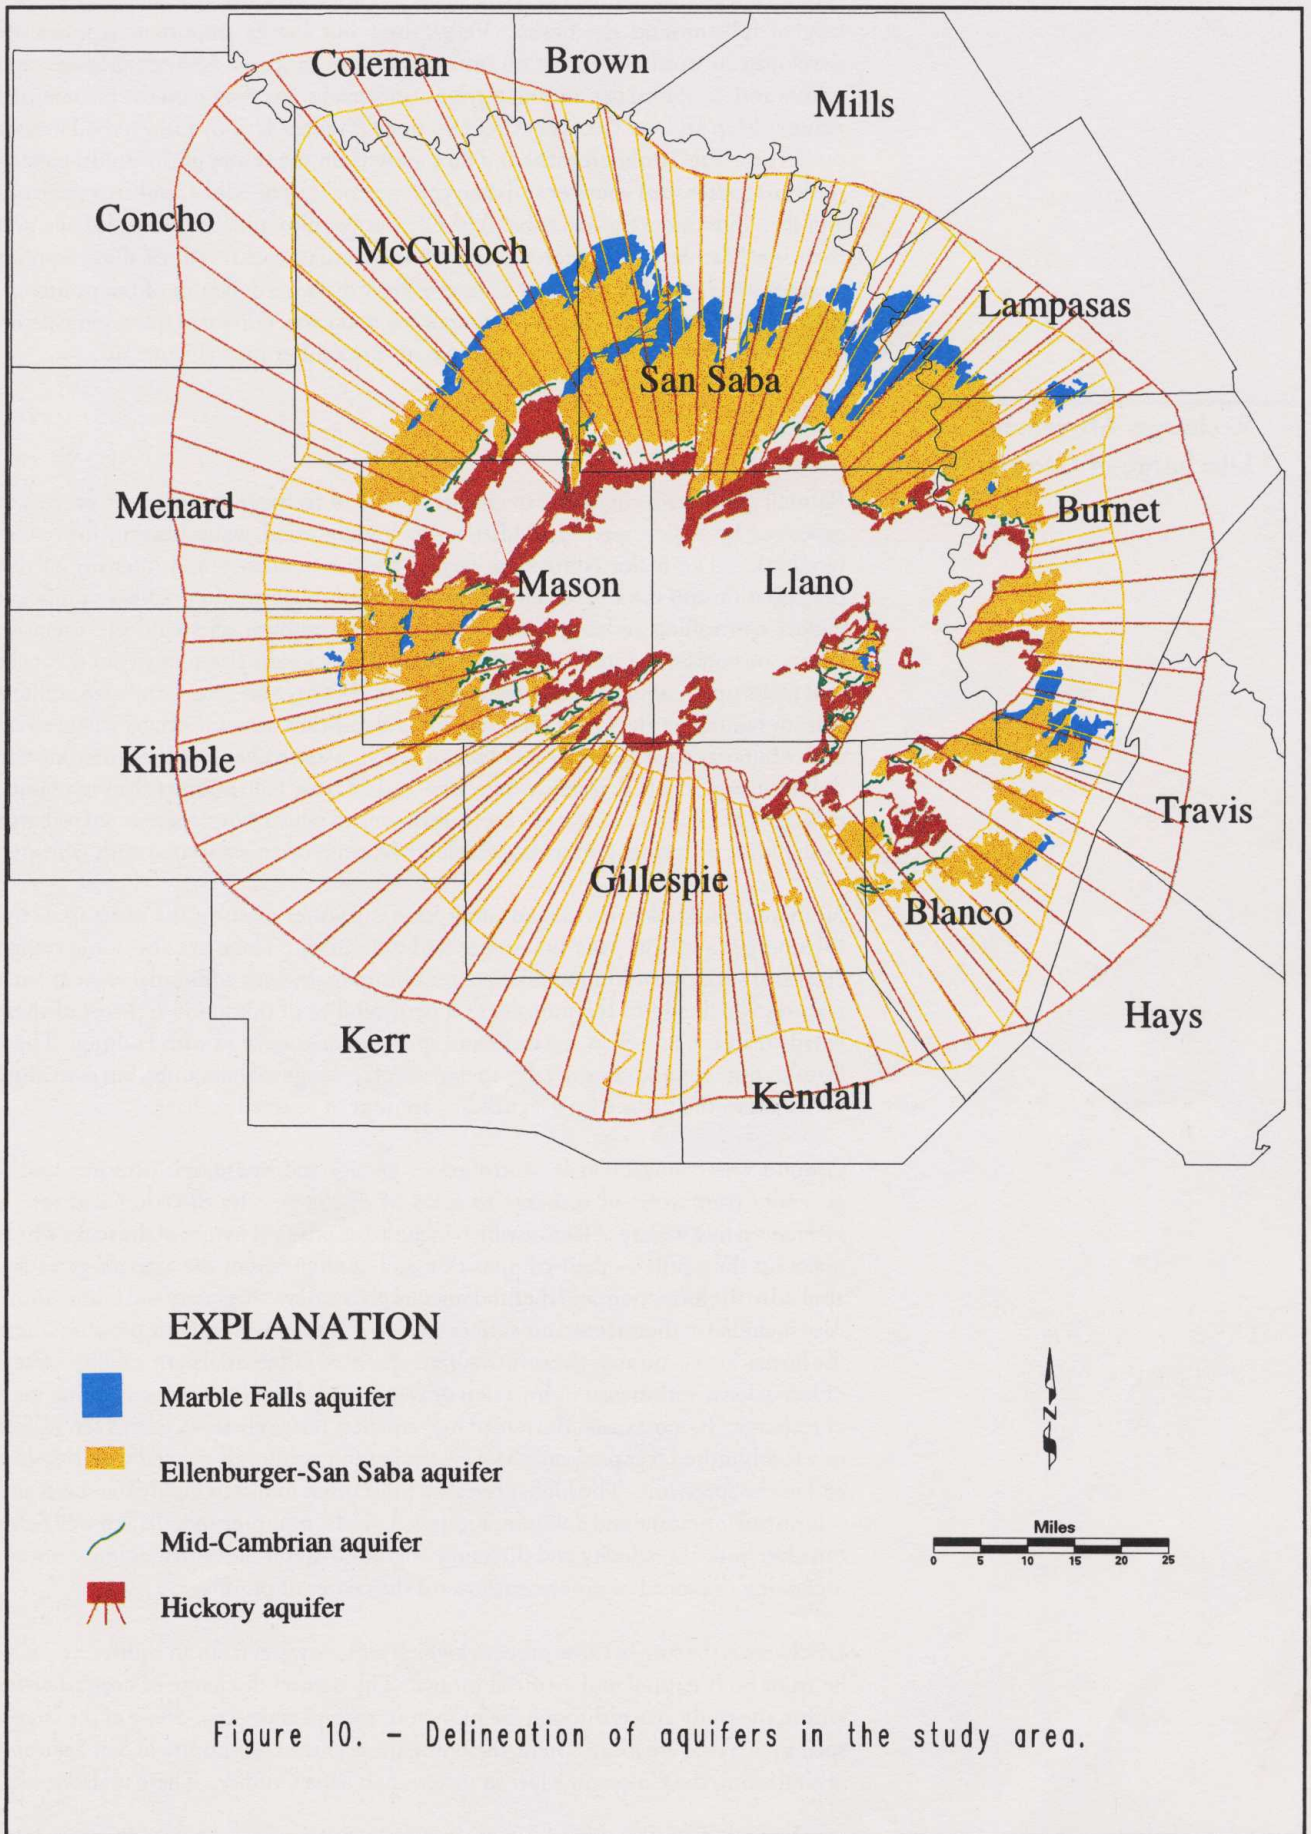 Coleman
Brown
Mills
Concho
McCulloch
Lampasas
San Saba
Menard
Burnet
Mason
Llano
Kimble
Travis
Gillespie
Blanco
Hays
Kerr
Kendall
EXPLANATION
Marble Falls aquifer
Ellenburger-San Saba aquifer
Mid-Cambrian aquifer
Hickory aquifer
N
Miles
0 5 10 15 20 25
Figure 10. – Delineation of aquifers in the study area.